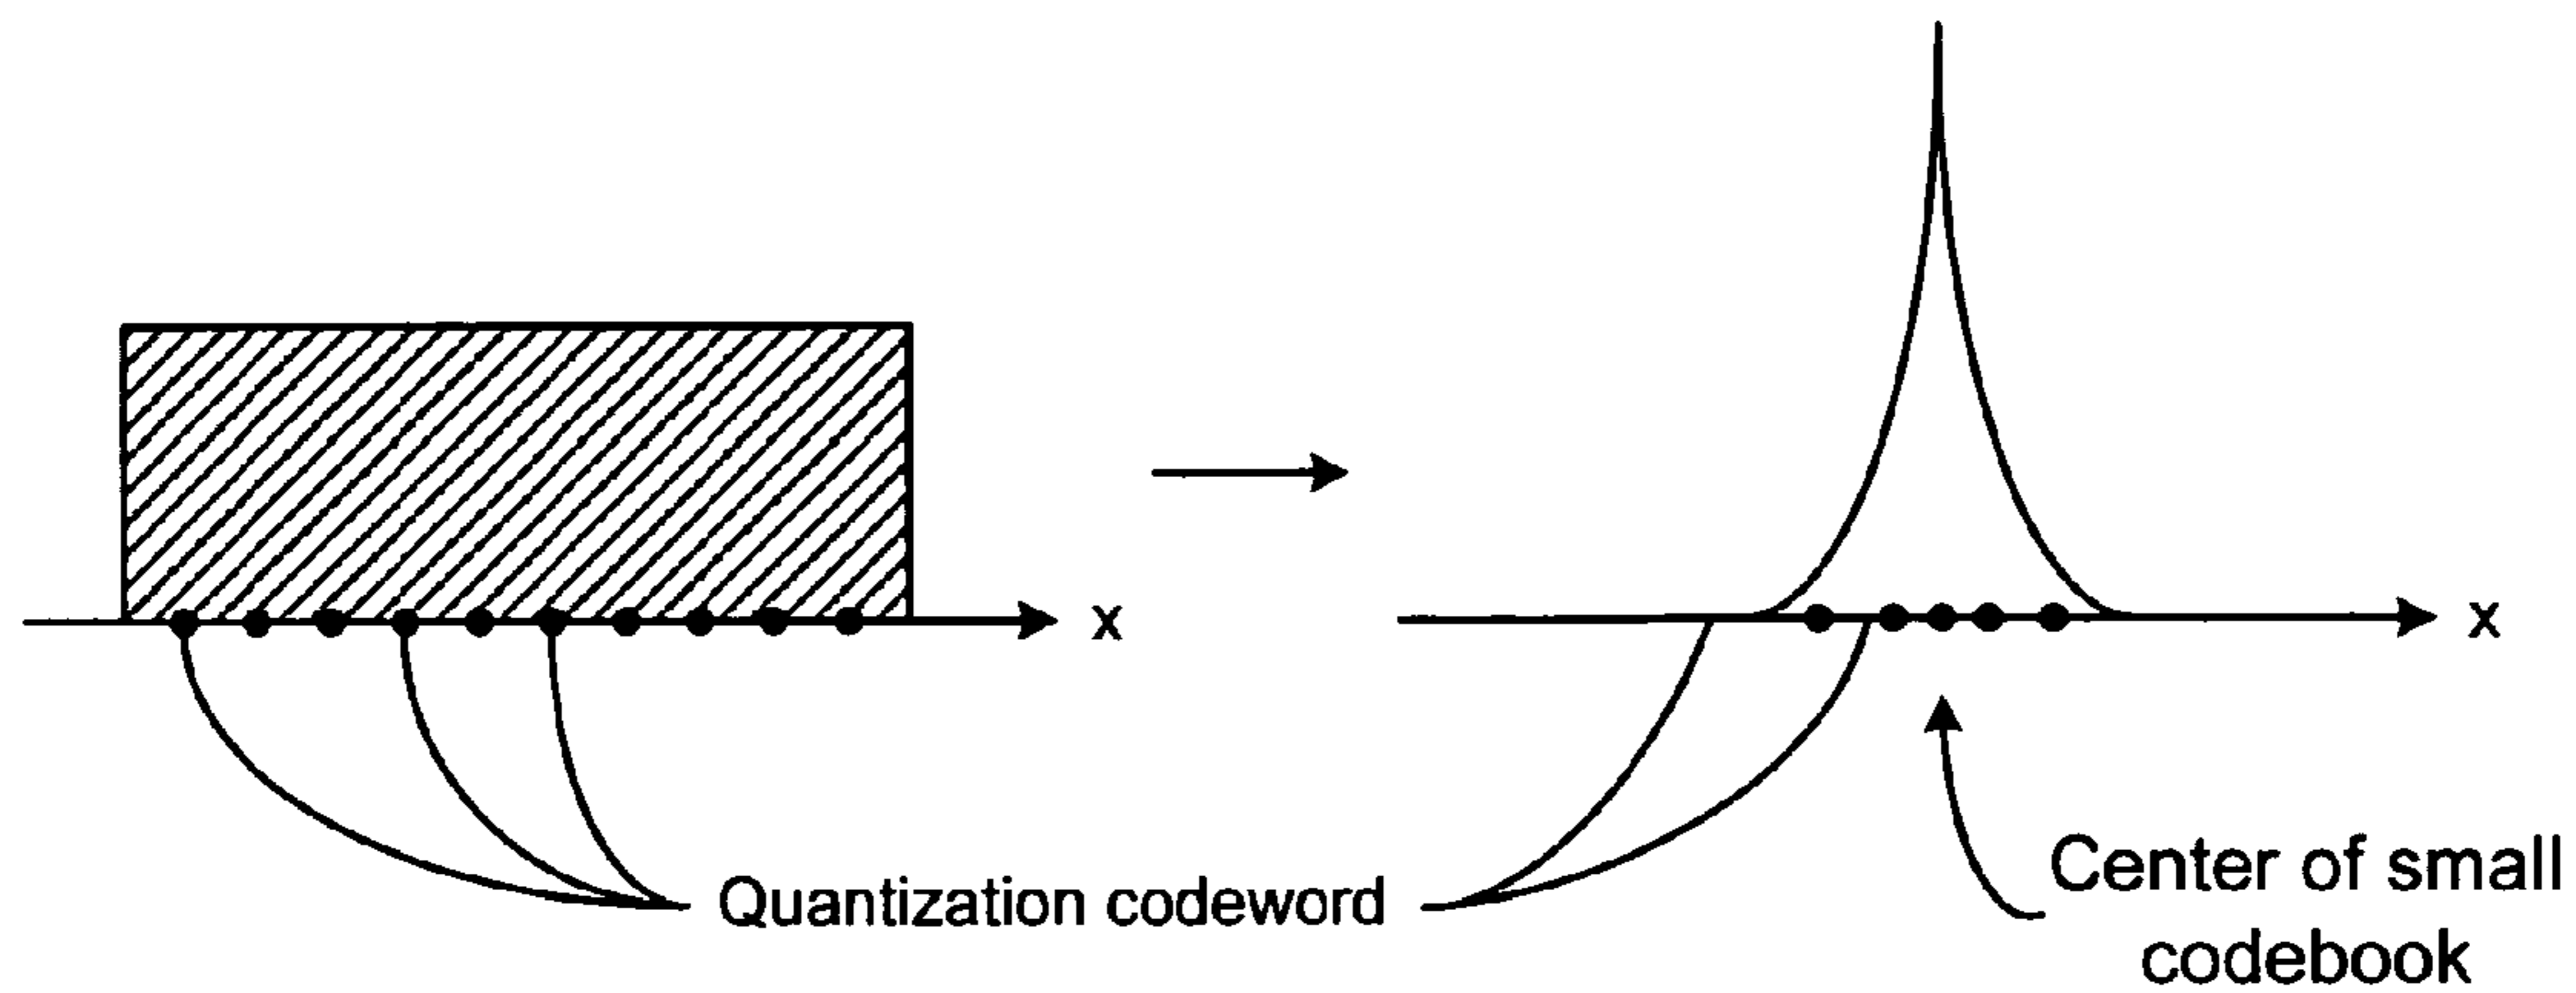 x
x
Quantization codeword
Center of small
codebook